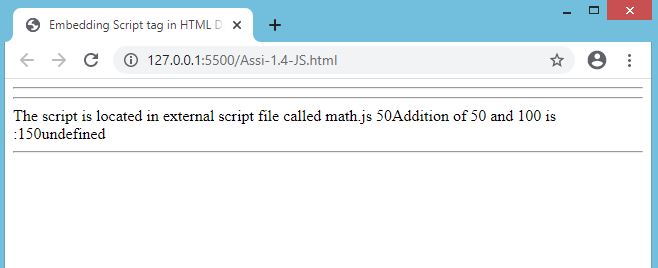 Embedding Script tag in HTML D
127.0.0.1:5500/Assi-1.4-JS.html
The script is located in external script file called math.js 50Addition of 50 and 100 is
:150undefined